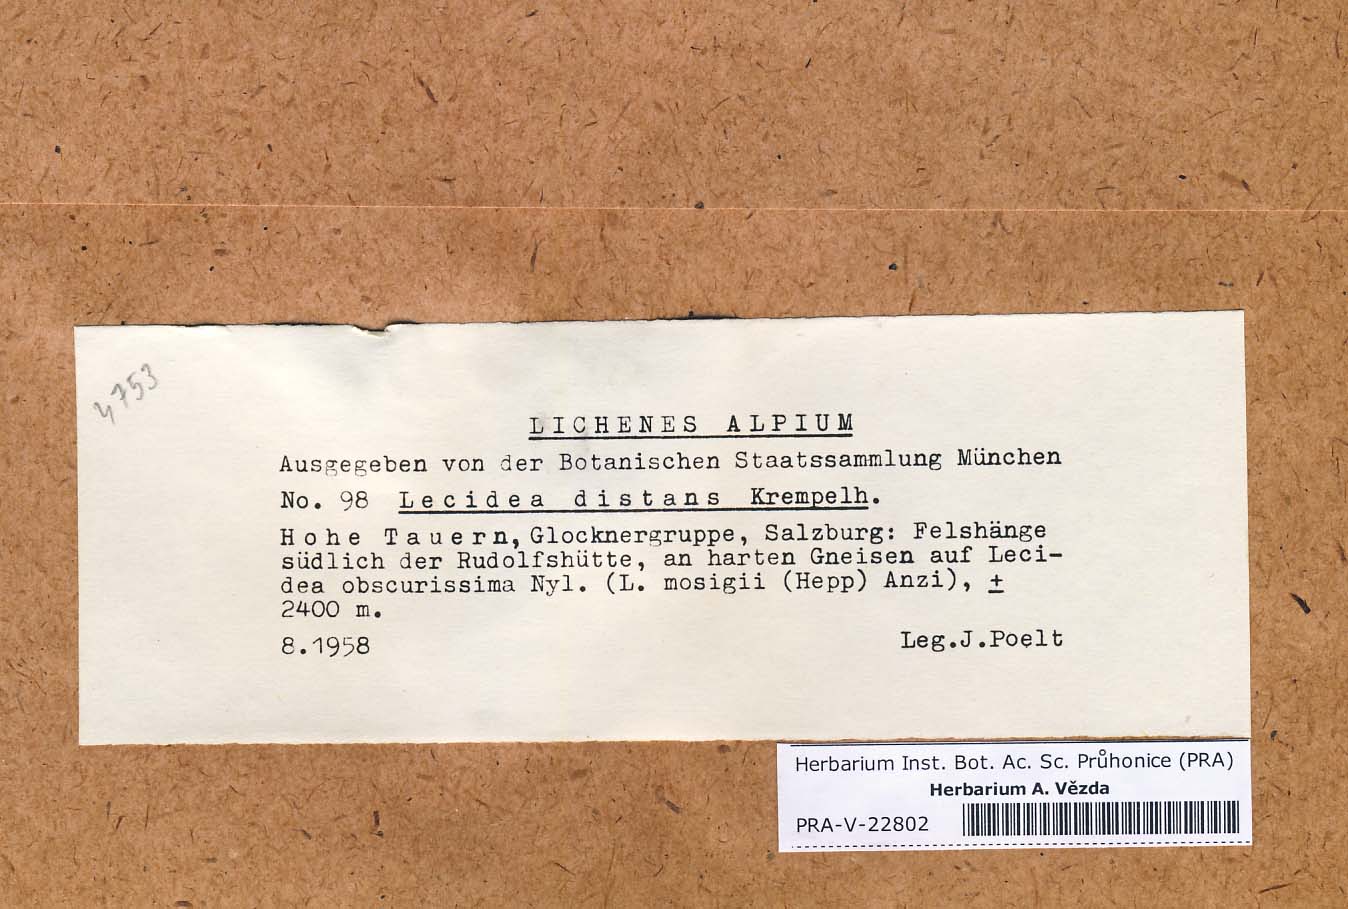 4753
LICHENES ALPIUM
Ausgegeben von der Botanischen Staatssammlung München
No. 98 Lecidea distans Krempelh.
Hohe Tauern, Glocknergruppe, Salzburg: Felshänge
südlich der Rudolfshütte, an harten Gneisen auf Leci-
dea obscurissima Nyl. (L. mosigii (Hepp) Anzi), ±
2400 m.
8.1958 Leg.J.Poelt
Herbarium Inst. Bot. Ac. Sc. Průhonice (PRA)
Herbarium A. Vězda
PRA-V-22802